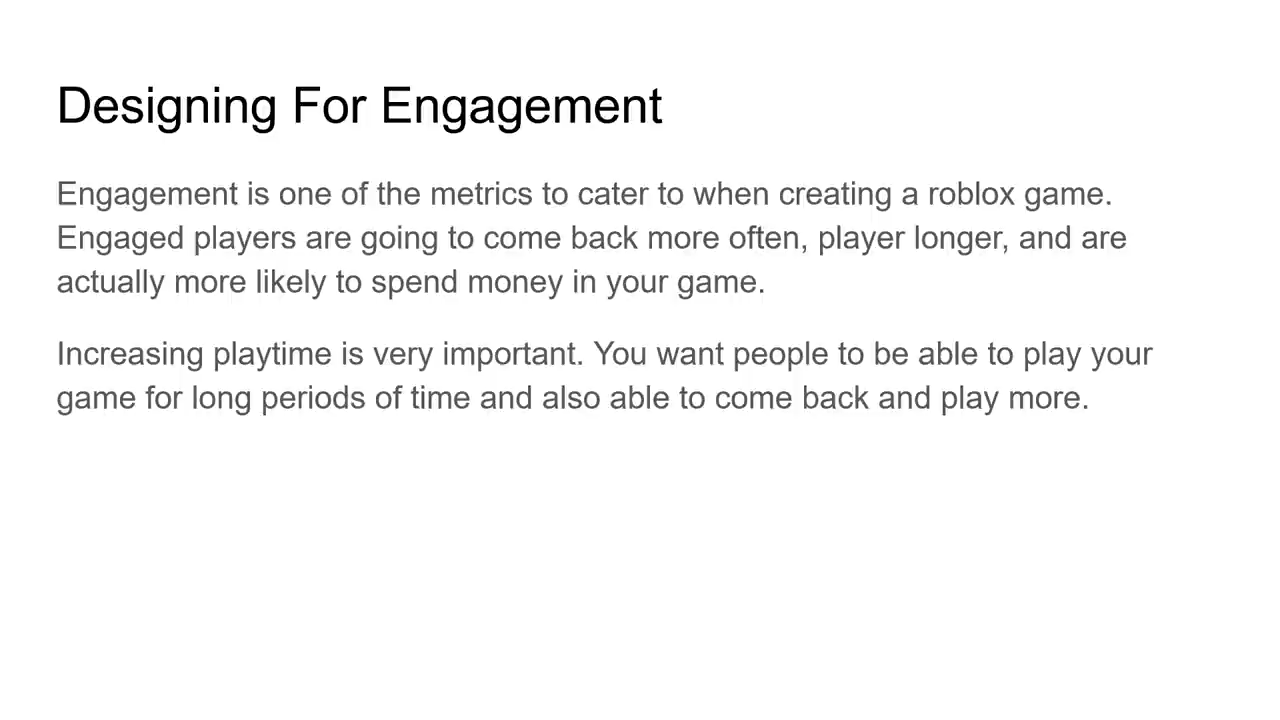 Designing For Engagement
Engagement is one of the metrics to cater to when creating a roblox game.
Engaged players are going to come back more often, player longer, and are
actually more likely to spend money in your game.
Increasing playtime is very important. You want people to be able to play your
game for long periods of time and also able to come back and play more.